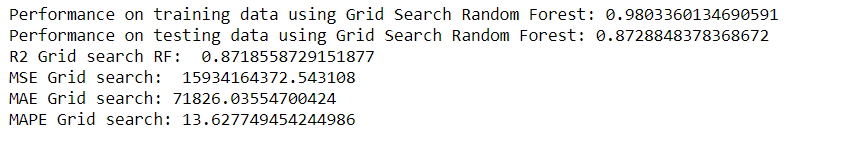 Performance on training data using Grid Search Random Forest: 0.9803360134690591
Performance on testing data using Grid Search Random Forest: 0.8728848378368672
R2 Grid search RF:  0.8718558729151877
MSE Grid search:  15934164372.543108
MAE Grid search: 71826.03554700424
MAPE Grid search: 13.627749454244986